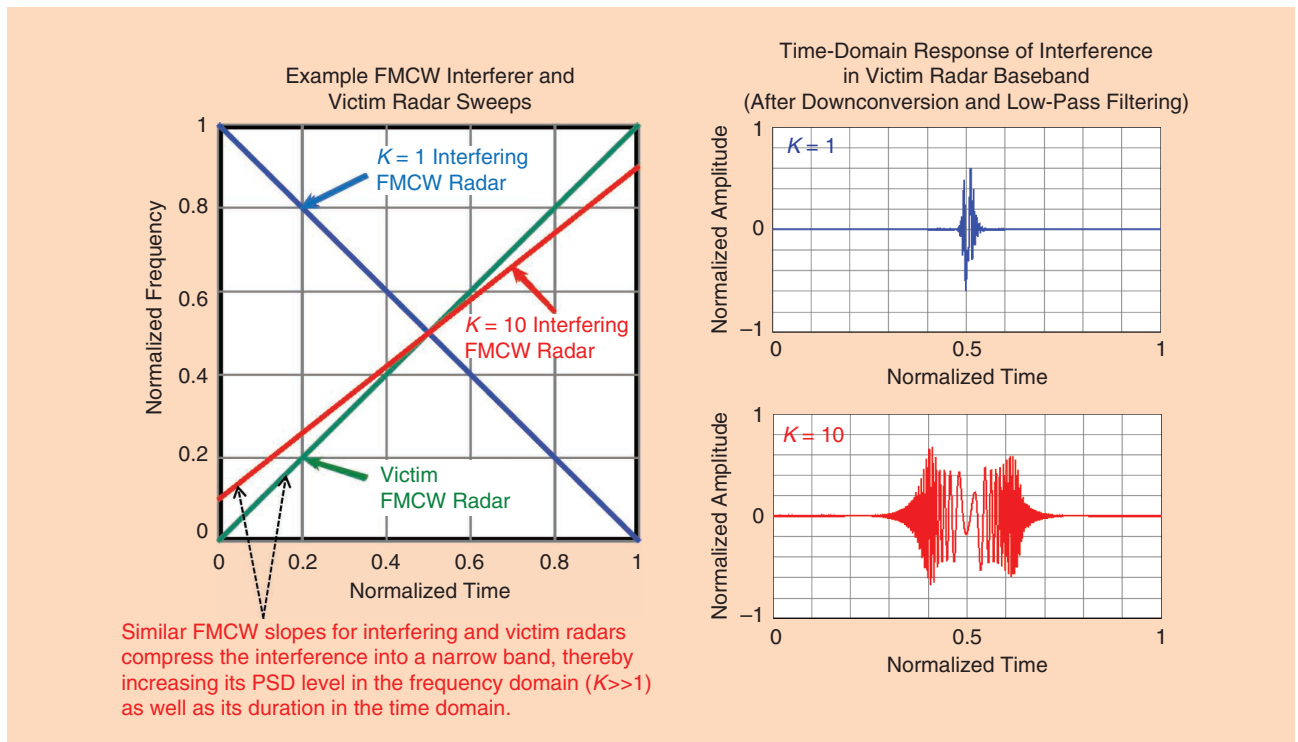 Example FMCW Interferer and
Victim Radar Sweeps
1
0.8
0.6
0.4
0.2
0
Normalized Frequency
K = 1 Interfering
FMCW Radar
K = 10 Interfering
FMCW Radar
Victim
FMCW Radar
0 0.2 0.4 0.6 0.8 1
Normalized Time
Similar FMCW slopes for interfering and victim radars
compress the interference into a narrow band, thereby
increasing its PSD level in the frequency domain (K>>1)
as well as its duration in the time domain.
Time-Domain Response of Interference
in Victim Radar Baseband
(After Downconversion and Low-Pass Filtering)
1
0
−1
Normalized Amplitude
K = 1
0 0.5 1
Normalized Time
1
0
−1
Normalized Amplitude
K = 10
0 0.5 1
Normalized Time